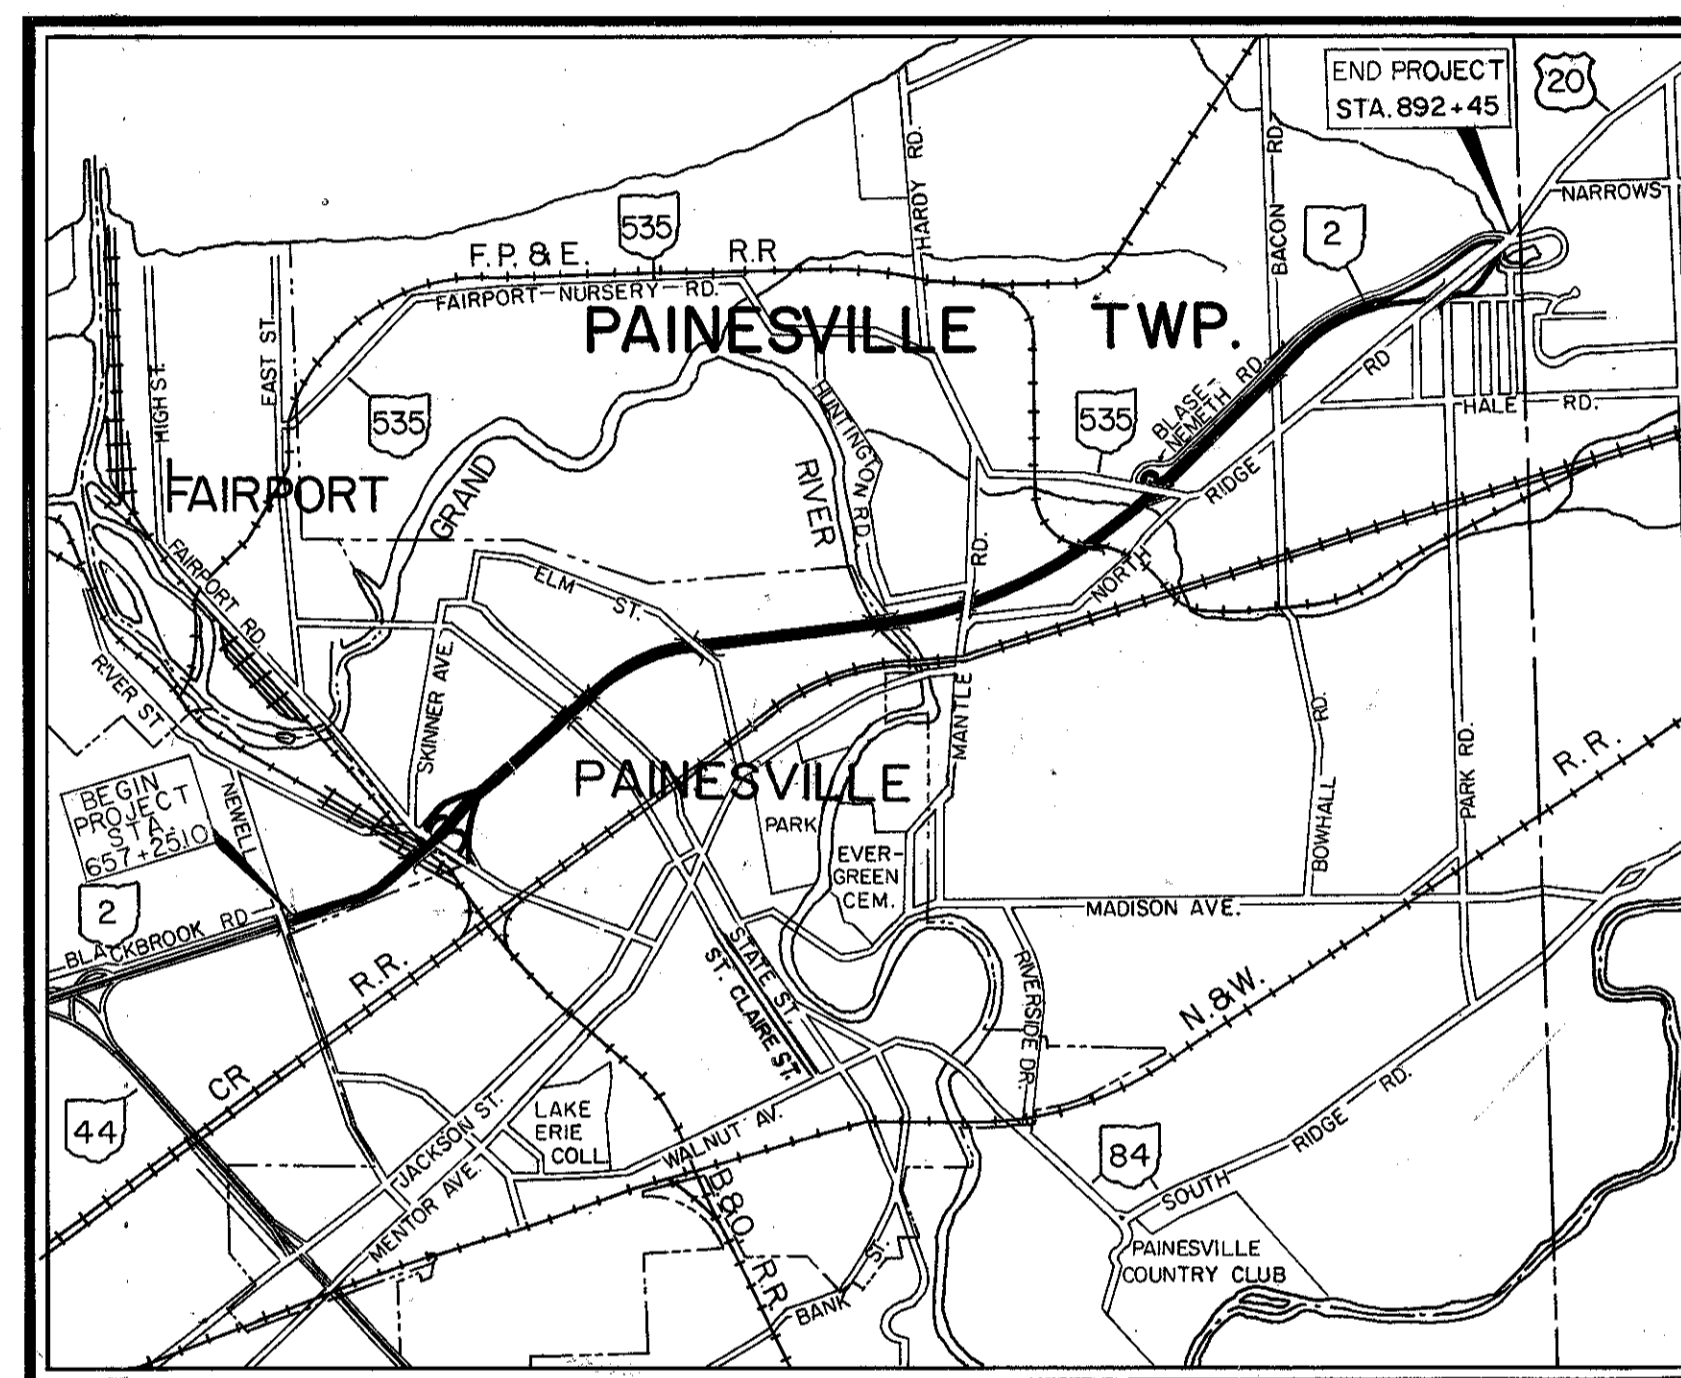 END PROJECT
STA. 892+45
20
NARROWS
HARDY RD.
BACON RD.
2
535
F.P. & E. R.R
FAIRPORT-NURSERY-RD.
PAINESVILLE TWP.
HIGH ST.
EAST ST.
535
HUNTINGTON RD.
535
BLASE-
NEMETH RD.
RD
HALE RD.
FAIRPORT
GRAND
RIVER
RIDGE
FAIRPORT RD.
ELM ST.
RD.
NORTH
RIVER ST.
SKINNER AVE.
MANTLE
BOWHALL RD.
PARK RD.
R.R.
BEGIN
PROJECT
STA.
657+25.10
NEWELL
PAINESVILLE
PARK
EVER-
GREEN
CEM.
2
BLACKBROOK RD
MADISON AVE.
R.R.
STATE ST.
ST. CLAIRE ST.
RIVERSIDE DR.
N.&W.
CR
44
LAKE
ERIE
COLL.
WALNUT AV.
JACKSON ST.
MENTOR AVE.
B.&O. R.R.
BANK ST.
84
SOUTH RIDGE RD.
PAINESVILLE
COUNTRY CLUB